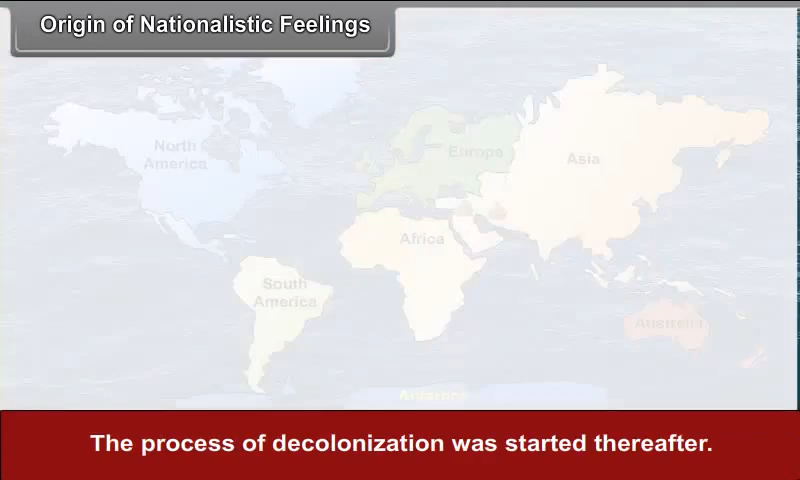 Origin of Nationalistic Feelings
North
America
Europe
Asia
Africa
South
America
Australia
The process of decolonization was started thereafter.